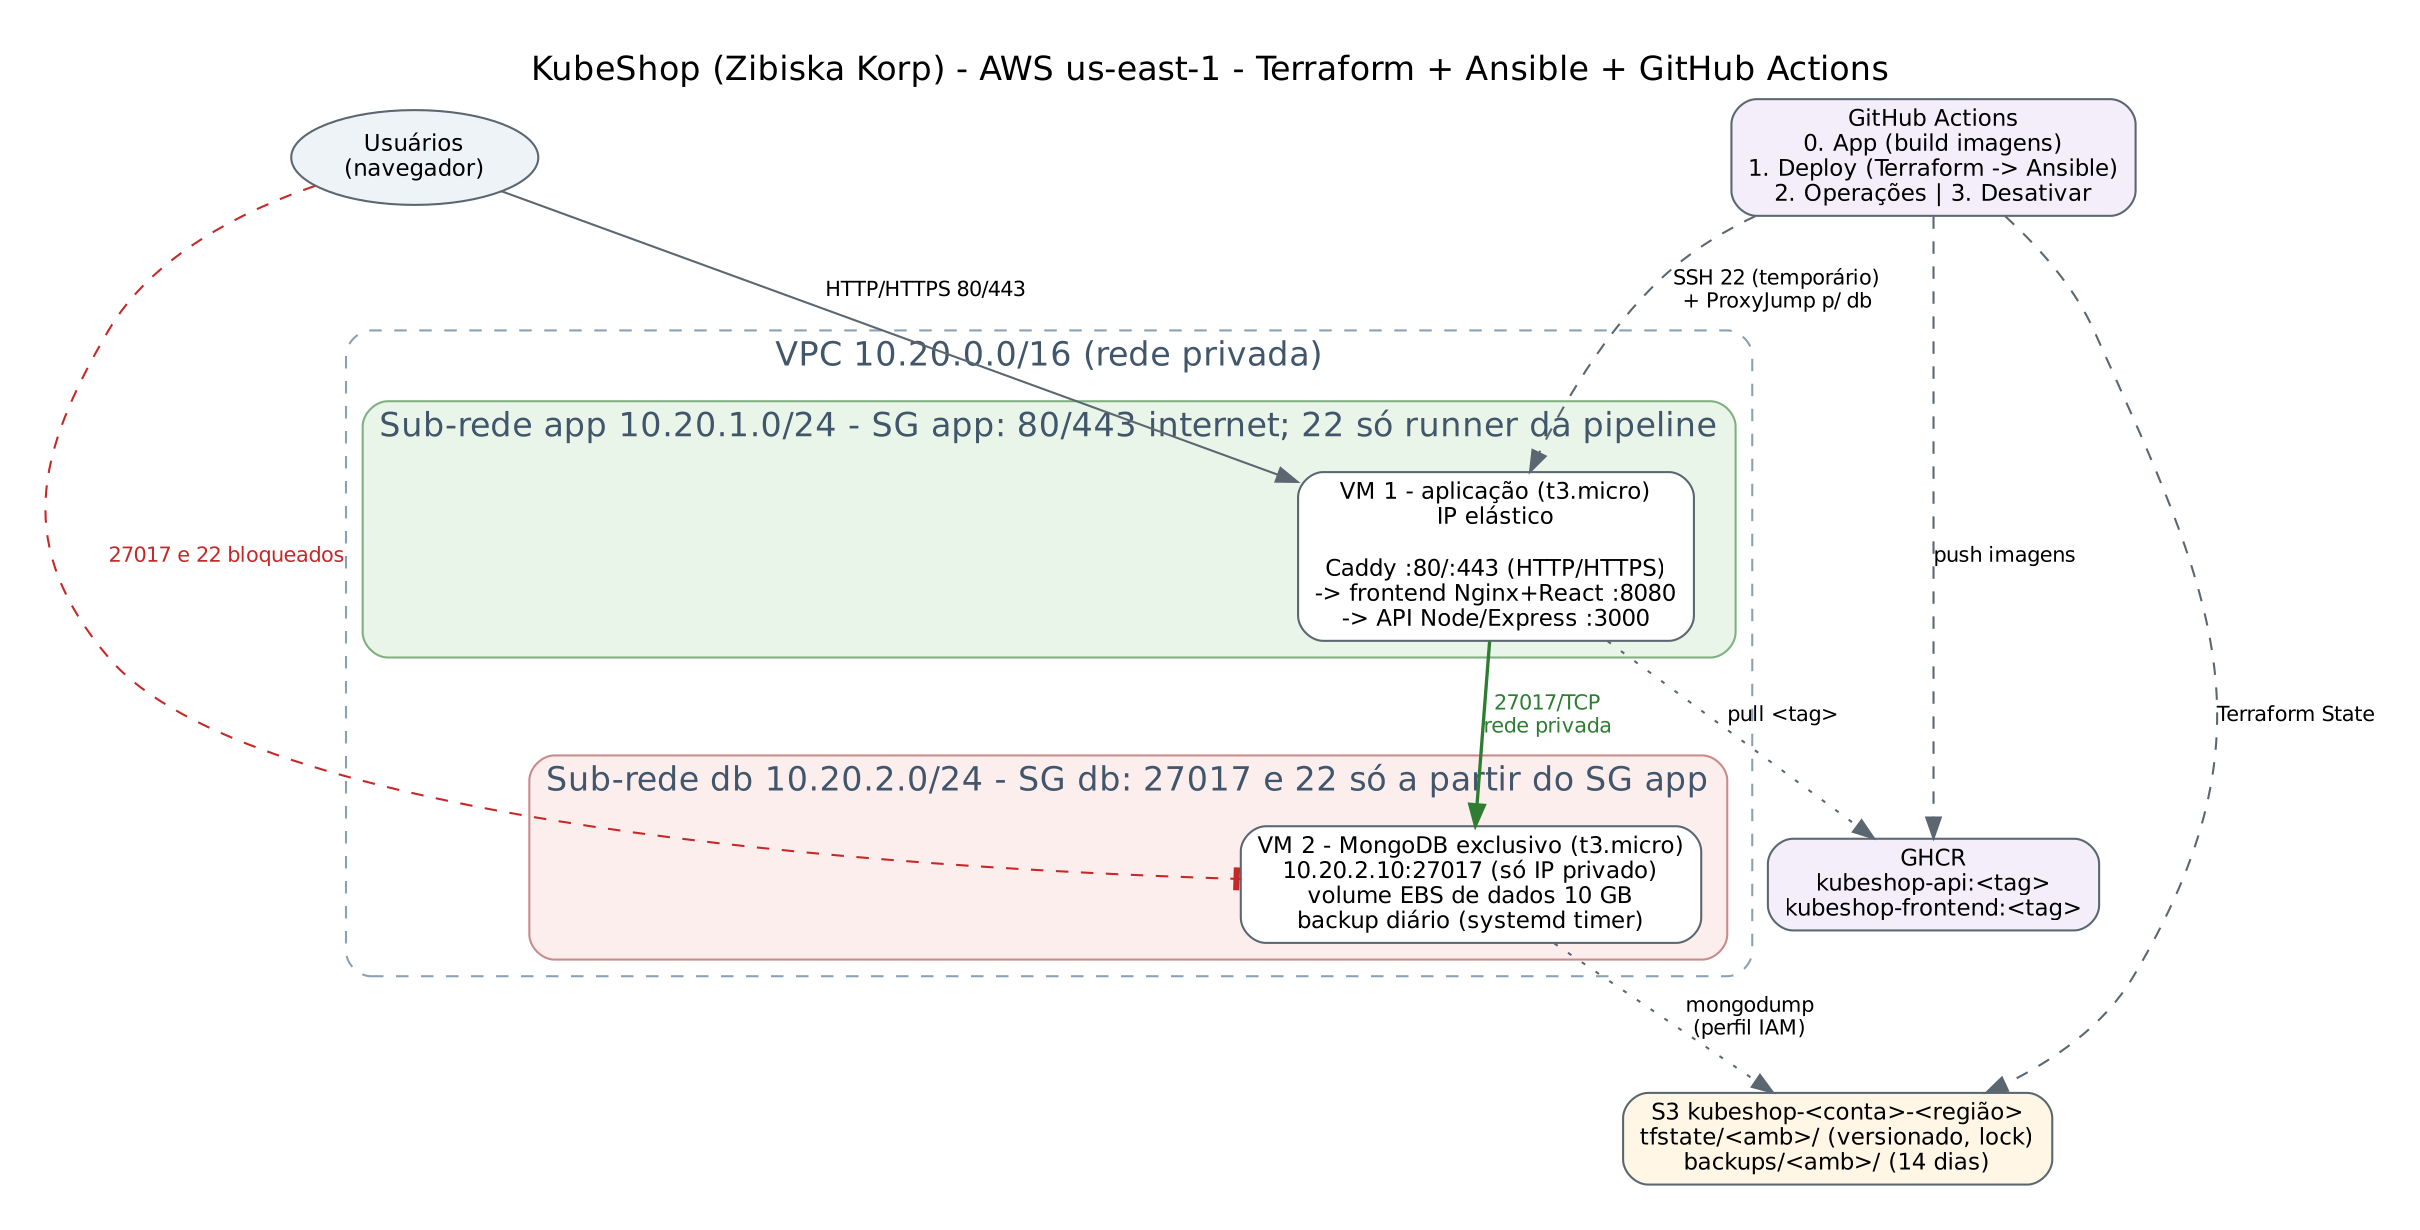 KubeShop (Zibiska Korp) - AWS us-east-1 - Terraform + Ansible + GitHub Actions
Usuários
(navegador)
GitHub Actions
0. App (build imagens)
1. Deploy (Terraform -> Ansible)
2. Operações | 3. Desativar
HTTP/HTTPS 80/443
SSH 22 (temporário)
+ ProxyJump p/ db
VPC 10.20.0.0/16 (rede privada)
Sub-rede app 10.20.1.0/24 - SG app: 80/443 internet; 22 só runner da pipeline
VM 1 - aplicação (t3.micro)
IP elástico
Caddy :80/:443 (HTTP/HTTPS)
-> frontend Nginx+React :8080
-> API Node/Express :3000
27017 e 22 bloqueados
push imagens
27017/TCP
rede privada
pull <tag>
Terraform State
Sub-rede db 10.20.2.0/24 - SG db: 27017 e 22 só a partir do SG app
VM 2 - MongoDB exclusivo (t3.micro)
10.20.2.10:27017 (só IP privado)
volume EBS de dados 10 GB
backup diário (systemd timer)
GHCR
kubeshop-api:<tag>
kubeshop-frontend:<tag>
mongodump
(perfil IAM)
S3 kubeshop-<conta>-<região>
tfstate/<amb>/ (versionado, lock)
backups/<amb>/ (14 dias)